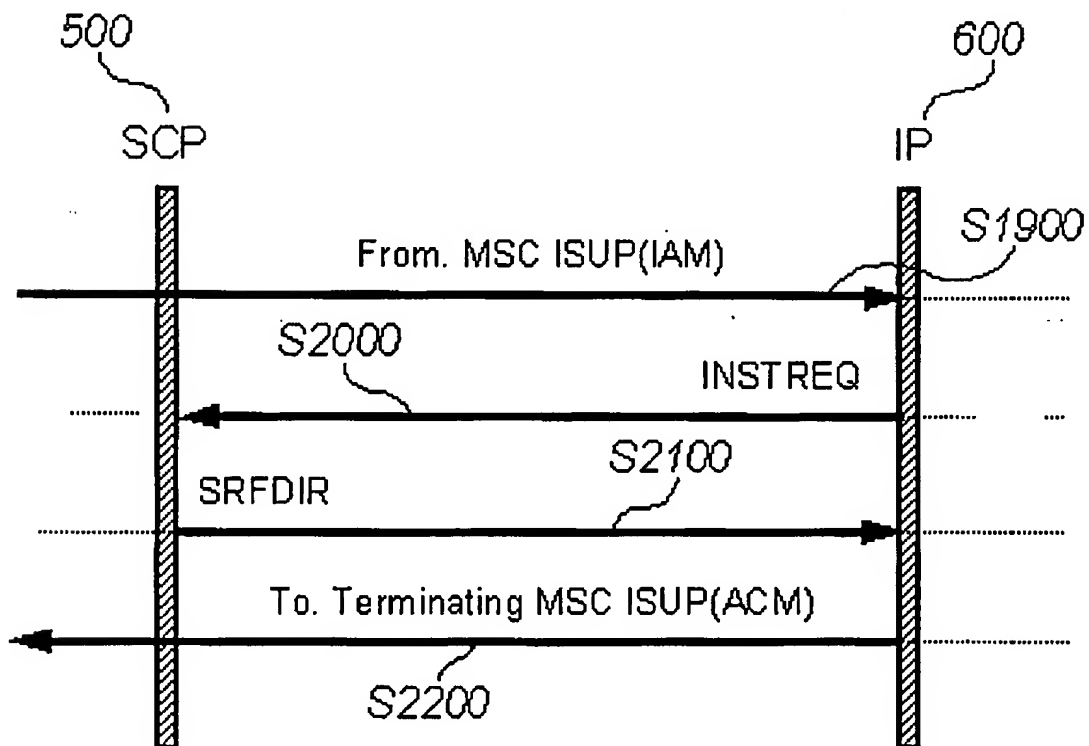 500
600
SCP
IP
S1900
From. MSC ISUP(IAM)
S2000
INSTREQ
S2100
SRFDIR
To. Terminating MSC ISUP(ACM)
S2200